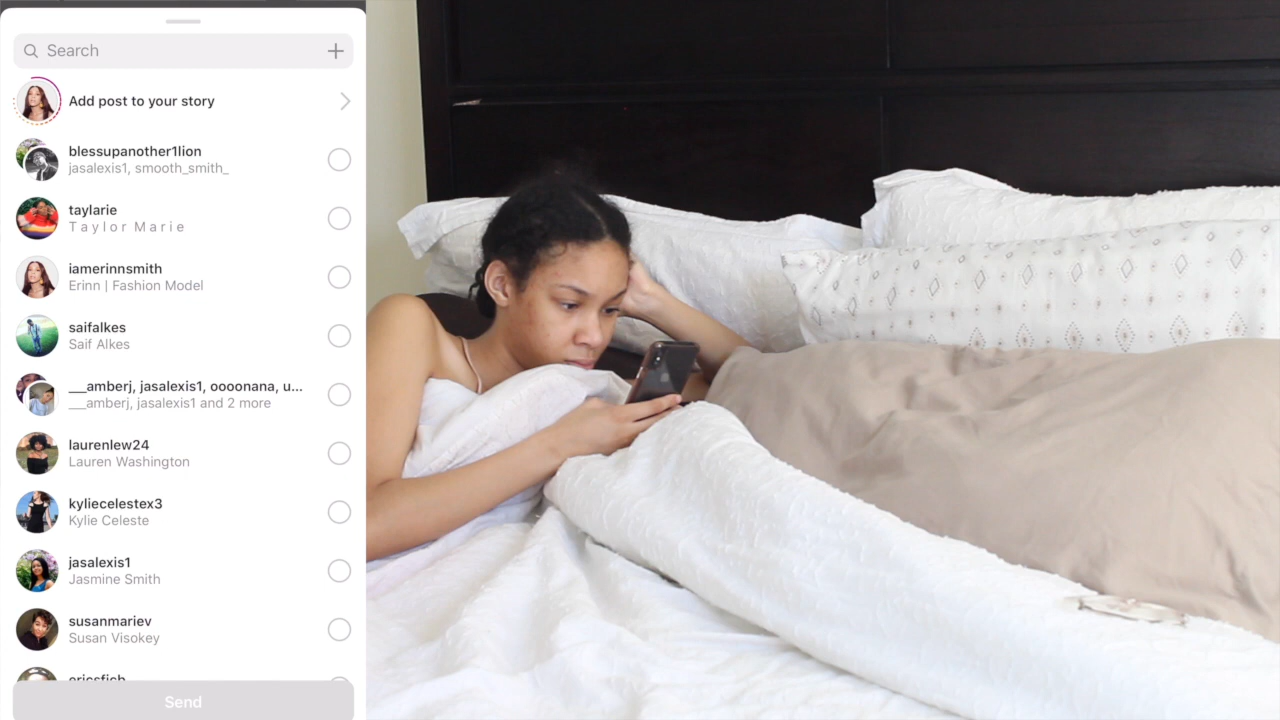 Search
Add post to your story
blessupanother1lion
jasalexis1, smooth_smith_
taylarie
T a y l o r M a r i e
iamerinnsmith
Erinn | Fashion Model
saifalkes
Saif Alkes
__amberj, jasalexis1, oooonana, u...
__amberj, jasalexis1 and 2 more
laurenlew24
Lauren Washington
kyliecelestex3
Kylie Celeste
jasalexis1
Jasmine Smith
susanmariev
Susan Visokey
Send